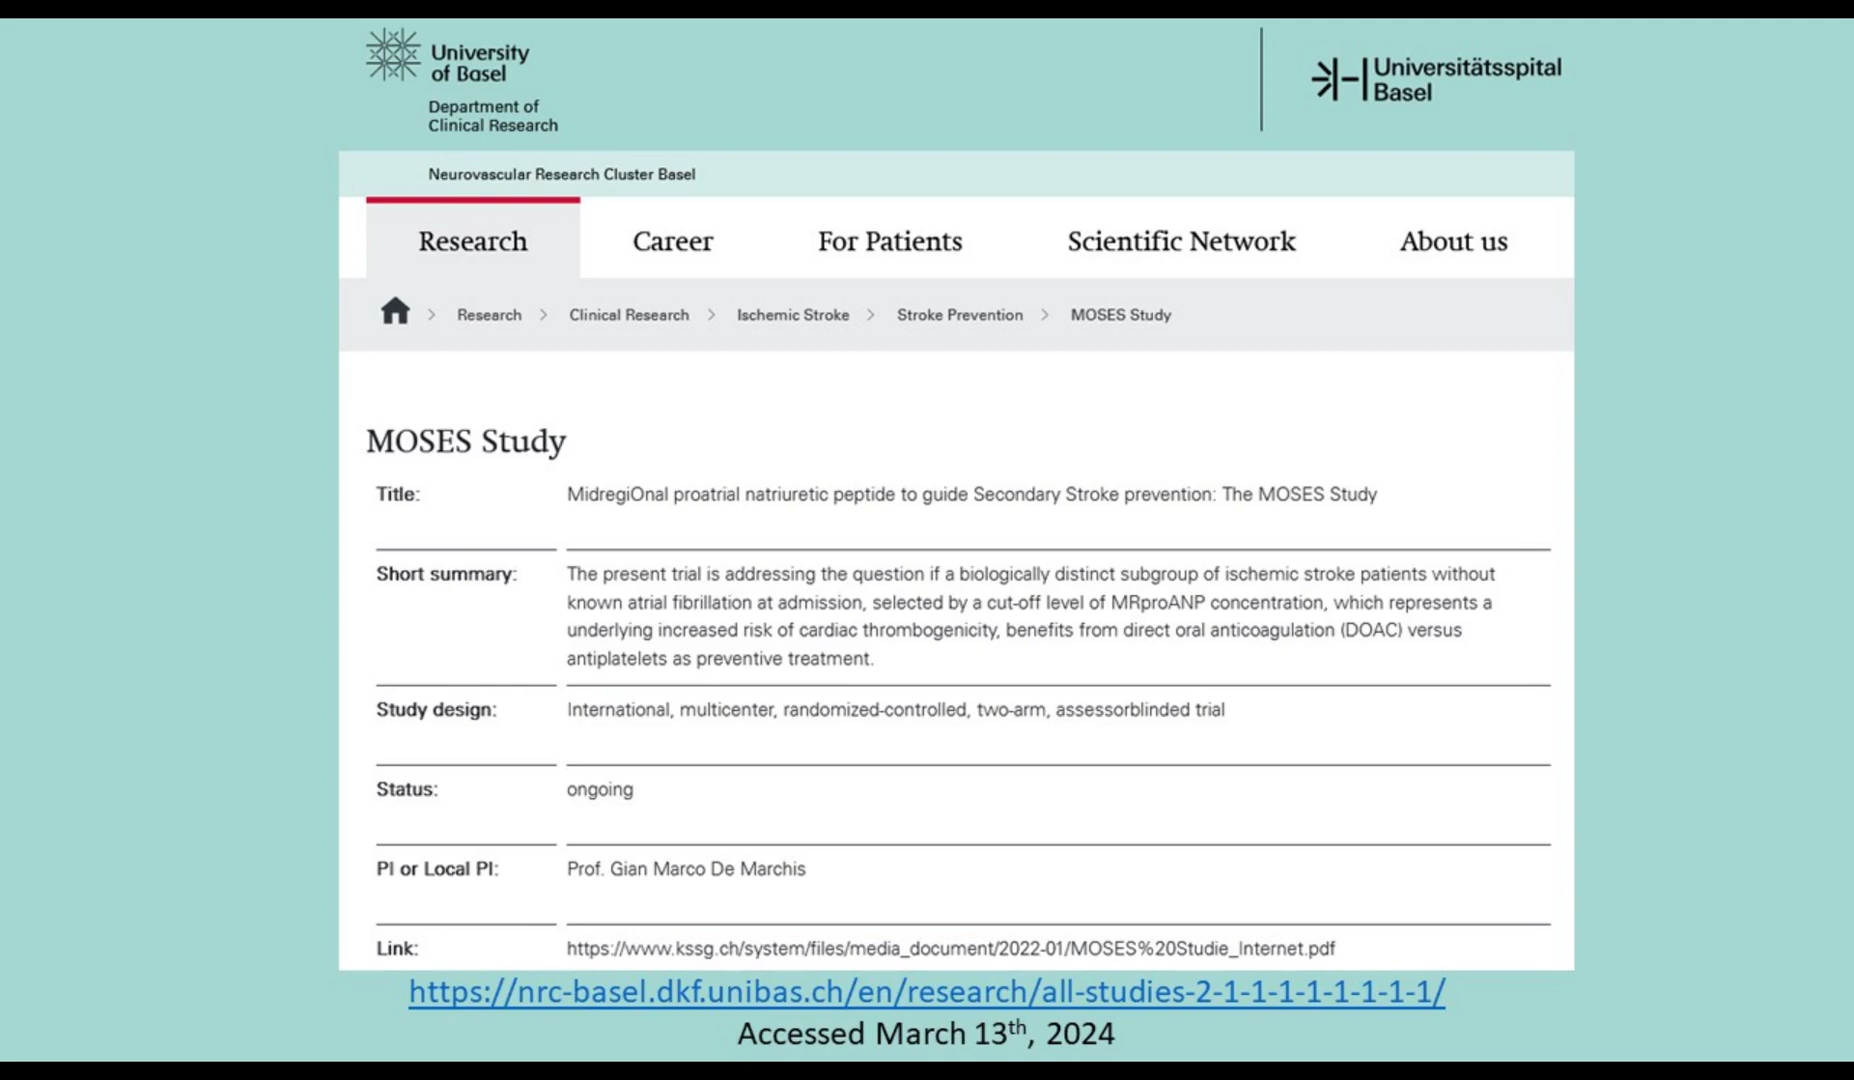 University
of Basel
Department of
Clinical Research
Universitätsspital
Basel
Neurovascular Research Cluster Basel
Research Career For Patients Scientific Network About us
Research > Clinical Research > Ischemic Stroke > Stroke Prevention > MOSES Study
MOSES Study
Title: MidregiOnal proatrial natriuretic peptide to guide Secondary Stroke prevention: The MOSES Study
Short summary: The present trial is addressing the question if a biologically distinct subgroup of ischemic stroke patients without
known atrial fibrillation at admission, selected by a cut-off level of MRproANP concentration, which represents a
underlying increased risk of cardiac thrombogenicity, benefits from direct oral anticoagulation (DOAC) versus
antiplatelets as preventive treatment.
Study design: International, multicenter, randomized-controlled, two-arm, assessorblinded trial
Status: ongoing
PI or Local PI: Prof. Gian Marco De Marchis
Link: https://www.kssg.ch/system/files/media_document/2022-01/MOSES%20Studie_Internet.pdf
https://nrc-basel.dkf.unibas.ch/en/research/all-studies-2-1-1-1-1-1-1-1-1/
Accessed March 13th, 2024